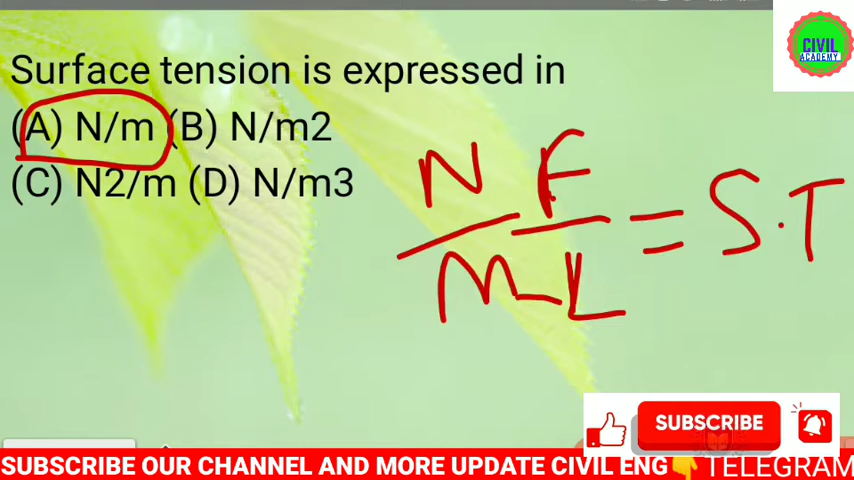 CIVIL
ACADEMY
Surface tension is expressed in
(A) N/m (B) N/m2
(C) N2/m (D) N/m3
N F
M L = S.T
SUBSCRIBE
SUBSCRIBE OUR CHANNEL AND MORE UPDATE CIVIL ENG👇TELEGRAM